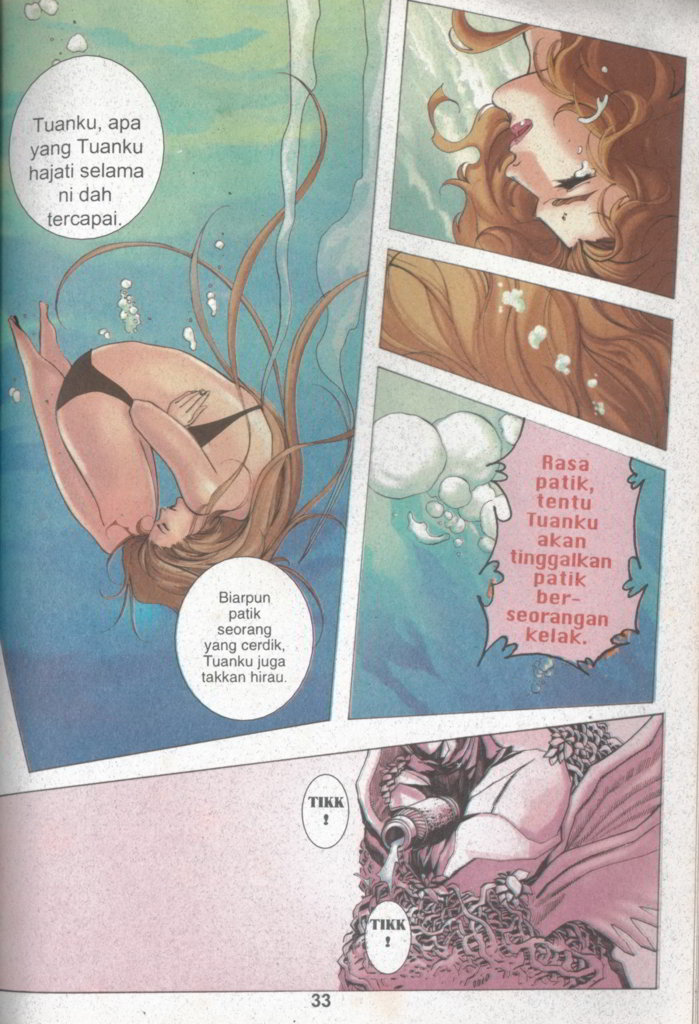 Tuanku, apa
yang Tuanku
hajati selama
ni dah
tercapai.
Biarpun
patik
seorang
yang cerdik,
Tuanku juga
takkan hirau.
Rasa
patik,
tentu
Tuanku
akan
tinggalkan
patik
ber-
seorangan
kelak.
TIKK
!
TIKK
!
33